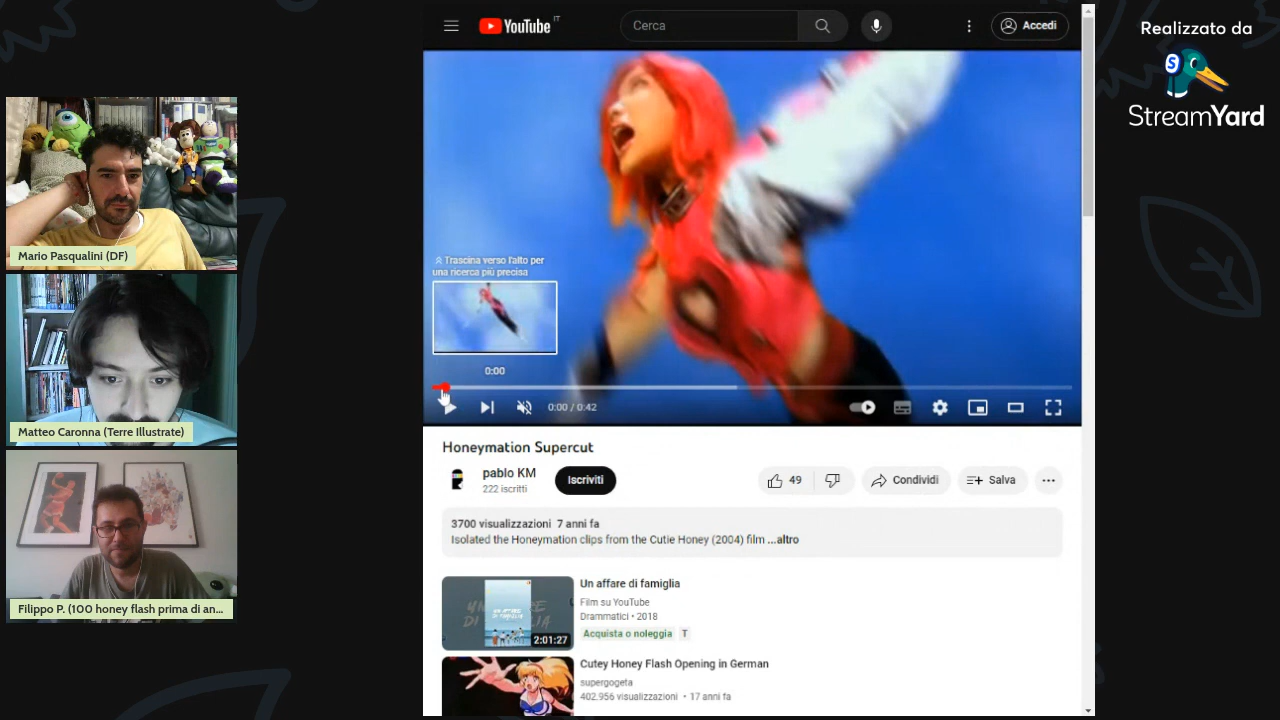 Mario Pasqualini (DF)
Matteo Caronna (Terre Illustrate)
Filippo P. (100 honey flash prima di an...
YouTube IT
Cerca
Accedi
Trascina verso l'alto per
una ricerca più precisa
0:00
0:00 / 0:42
Honeymation Supercut
pablo KM
222 iscritti
Iscriviti
49
Condividi
Salva
3700 visualizzazioni 7 anni fa
Isolated the Honeymation clips from the Cutie Honey (2004) film ...altro
2:01:27
Un affare di famiglia
Film su YouTube
Drammatici • 2018
Acquista o noleggia T
Cutey Honey Flash Opening in German
supergogeta
402.956 visualizzazioni • 17 anni fa
Realizzato da
S
StreamYard